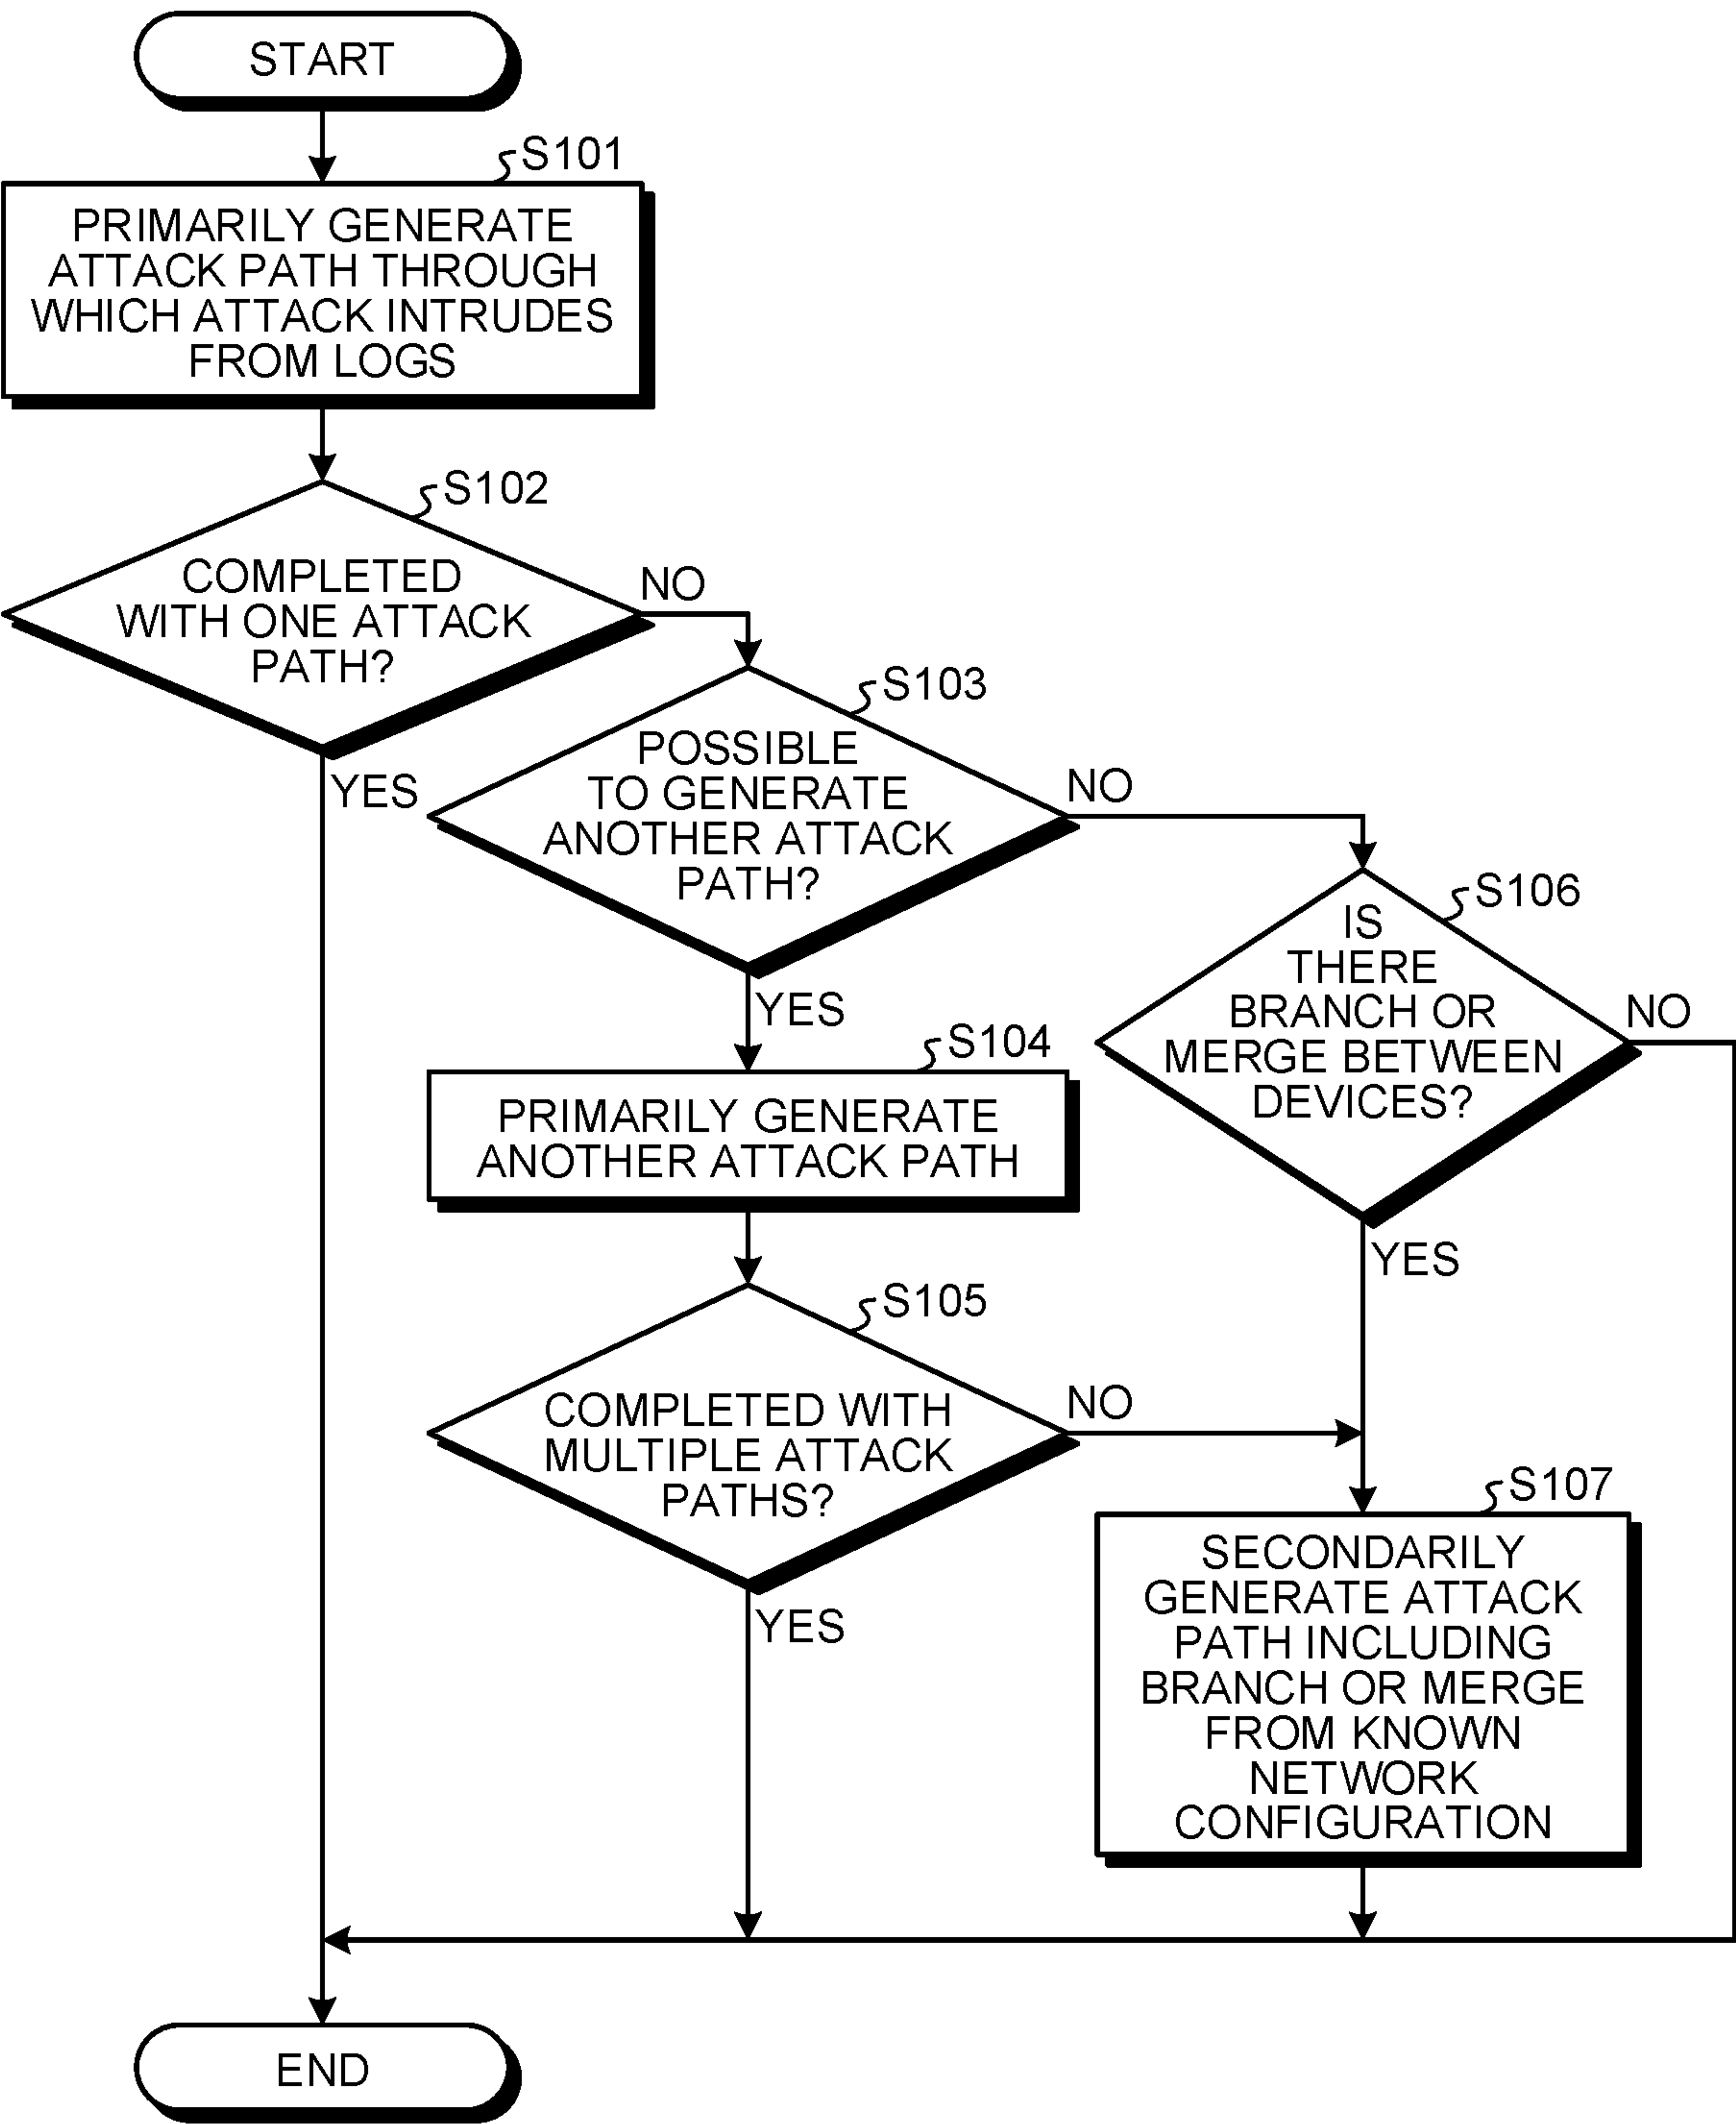 START
S101
PRIMARILY GENERATE
ATTACK PATH THROUGH
WHICH ATTACK INTRUDES
FROM LOGS
S102
COMPLETED
WITH ONE ATTACK
PATH?
NO
YES
S103
POSSIBLE
TO GENERATE
ANOTHER ATTACK
PATH?
NO
YES
S104
PRIMARILY GENERATE
ANOTHER ATTACK PATH
S105
COMPLETED WITH
MULTIPLE ATTACK
PATHS?
NO
YES
S106
IS
THERE
BRANCH OR
MERGE BETWEEN
DEVICES?
NO
YES
S107
SECONDARILY
GENERATE ATTACK
PATH INCLUDING
BRANCH OR MERGE
FROM KNOWN
NETWORK
CONFIGURATION
END